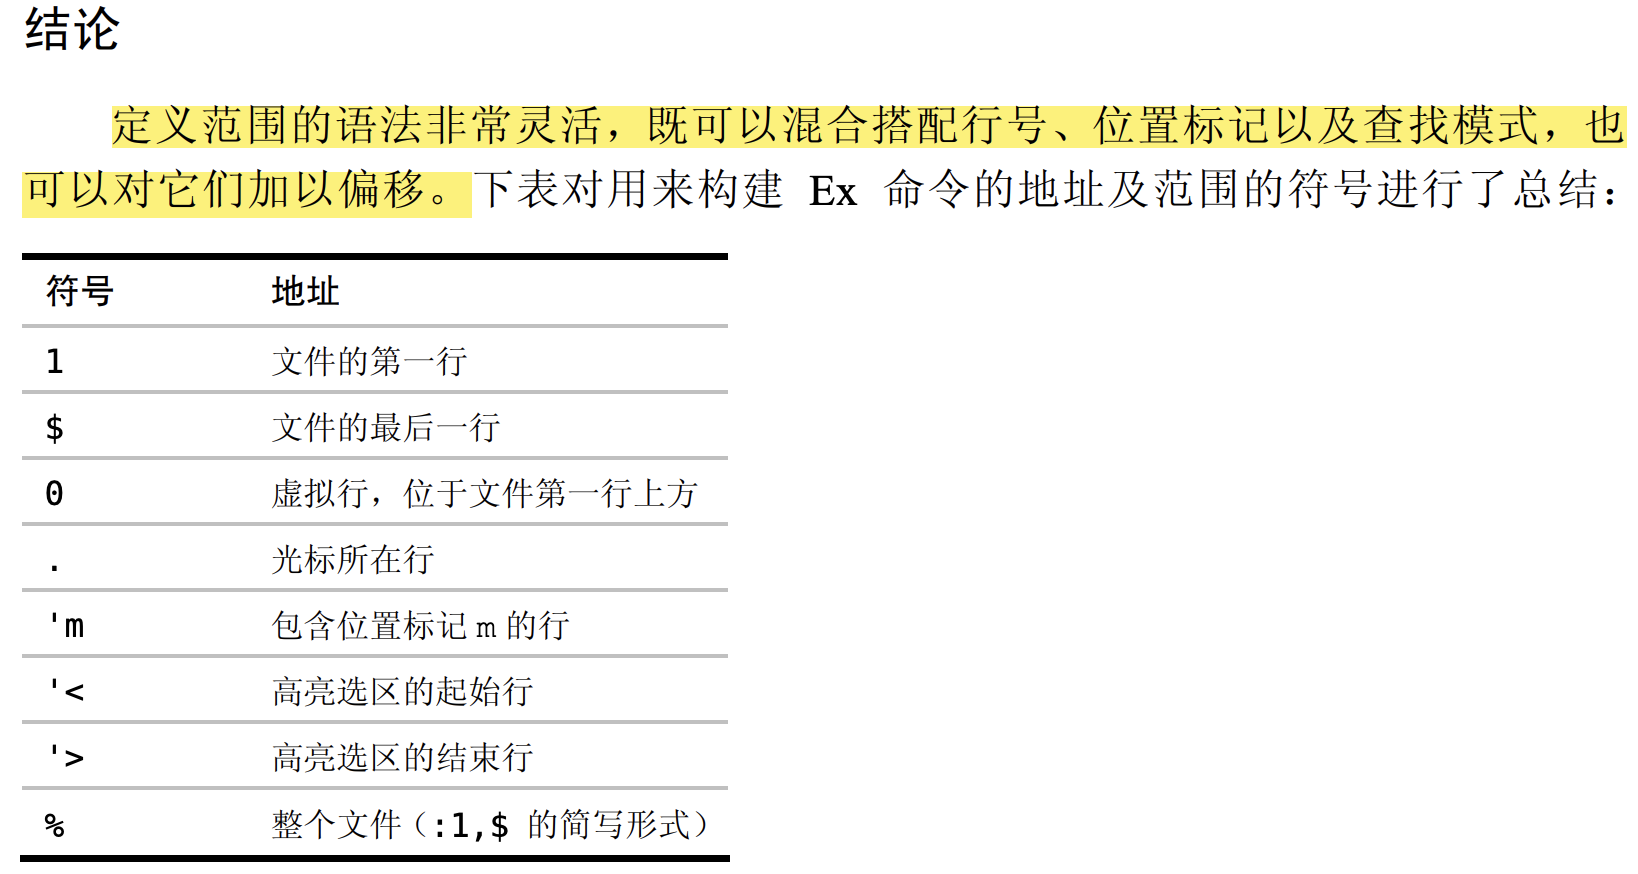 结论
定义范围的语法非常灵活，既可以混合搭配行号、位置标记以及查找模式，也
可以对它们加以偏移。下表对用来构建 Ex 命令的地址及范围的符号进行了总结：
符号 地址
1 文件的第一行
$ 文件的最后一行
0 虚拟行，位于文件第一行上方
. 光标所在行
'm 包含位置标记 m 的行
'< 高亮选区的起始行
'> 高亮选区的结束行
% 整个文件（:1,$ 的简写形式）